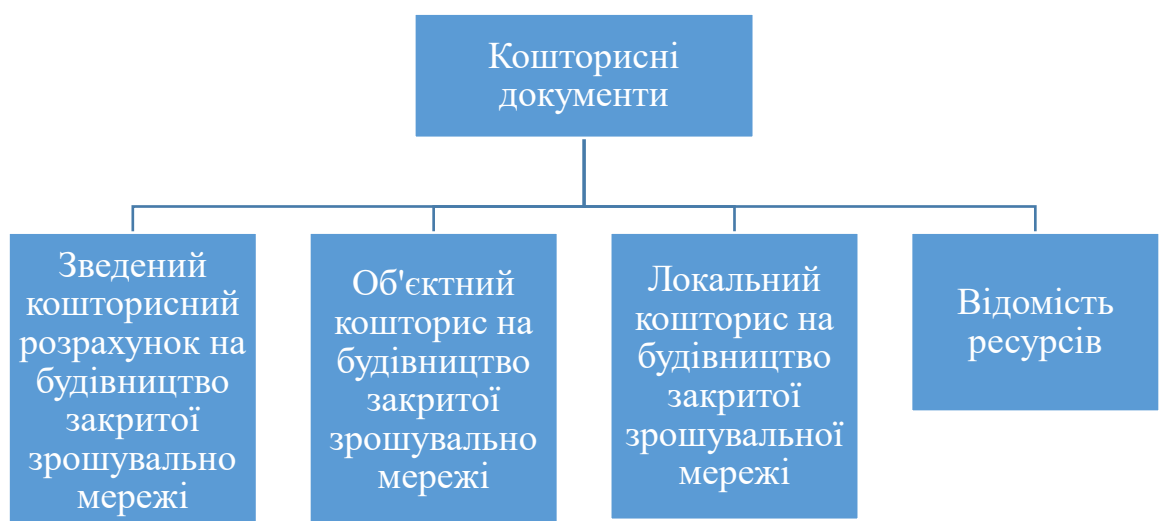 Кошторисні
документи
Зведений
кошторисний
розрахунок на
будівництво
закритої
зрошувально
мережі
Об'єктний
кошторис на
будівництво
закритої
зрошувально
мережі
Локальний
кошторис на
будівництво
закритої
зрошувальної
мережі
Відомість
ресурсів